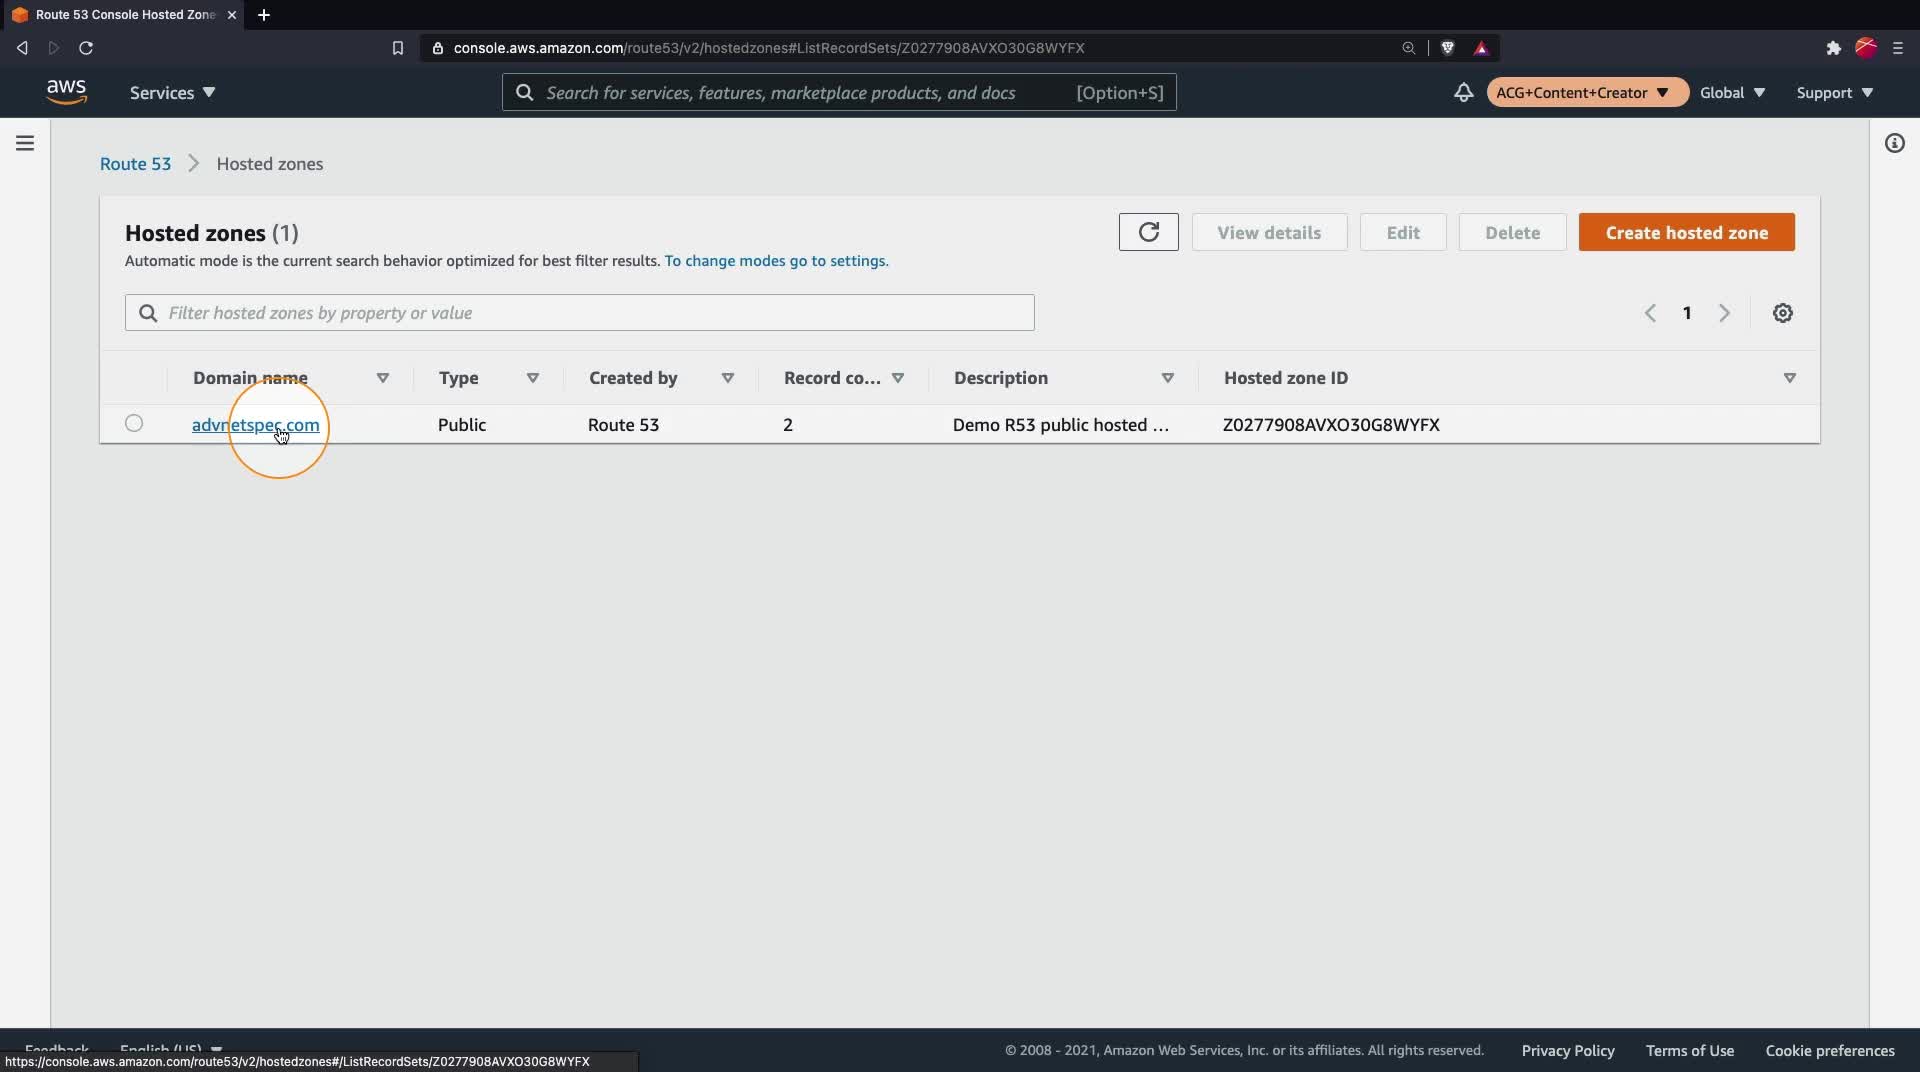 Route 53 Console Hosted Zone
console.aws.amazon.com/route53/v2/hostedzones#ListRecordSets/Z0277908AVXO30G8WYFX
aws
Services
Search for services, features, marketplace products, and docs [Option+S]
ACG+Content+Creator
Global
Support
Route 53 > Hosted zones
Hosted zones (1)
Automatic mode is the current search behavior optimized for best filter results. To change modes go to settings.
View details
Edit
Delete
Create hosted zone
Filter hosted zones by property or value
1
Domain name Type Created by Record co... Description Hosted zone ID
advnetspec.com Public Route 53 2 Demo R53 public hosted ... Z0277908AVXO30G8WYFX
Feedback English (US)
© 2008 - 2021, Amazon Web Services, Inc. or its affiliates. All rights reserved. Privacy Policy Terms of Use Cookie preferences
https://console.aws.amazon.com/route53/v2/hostedzones#/ListRecordSets/Z0277908AVXO30G8WYFX